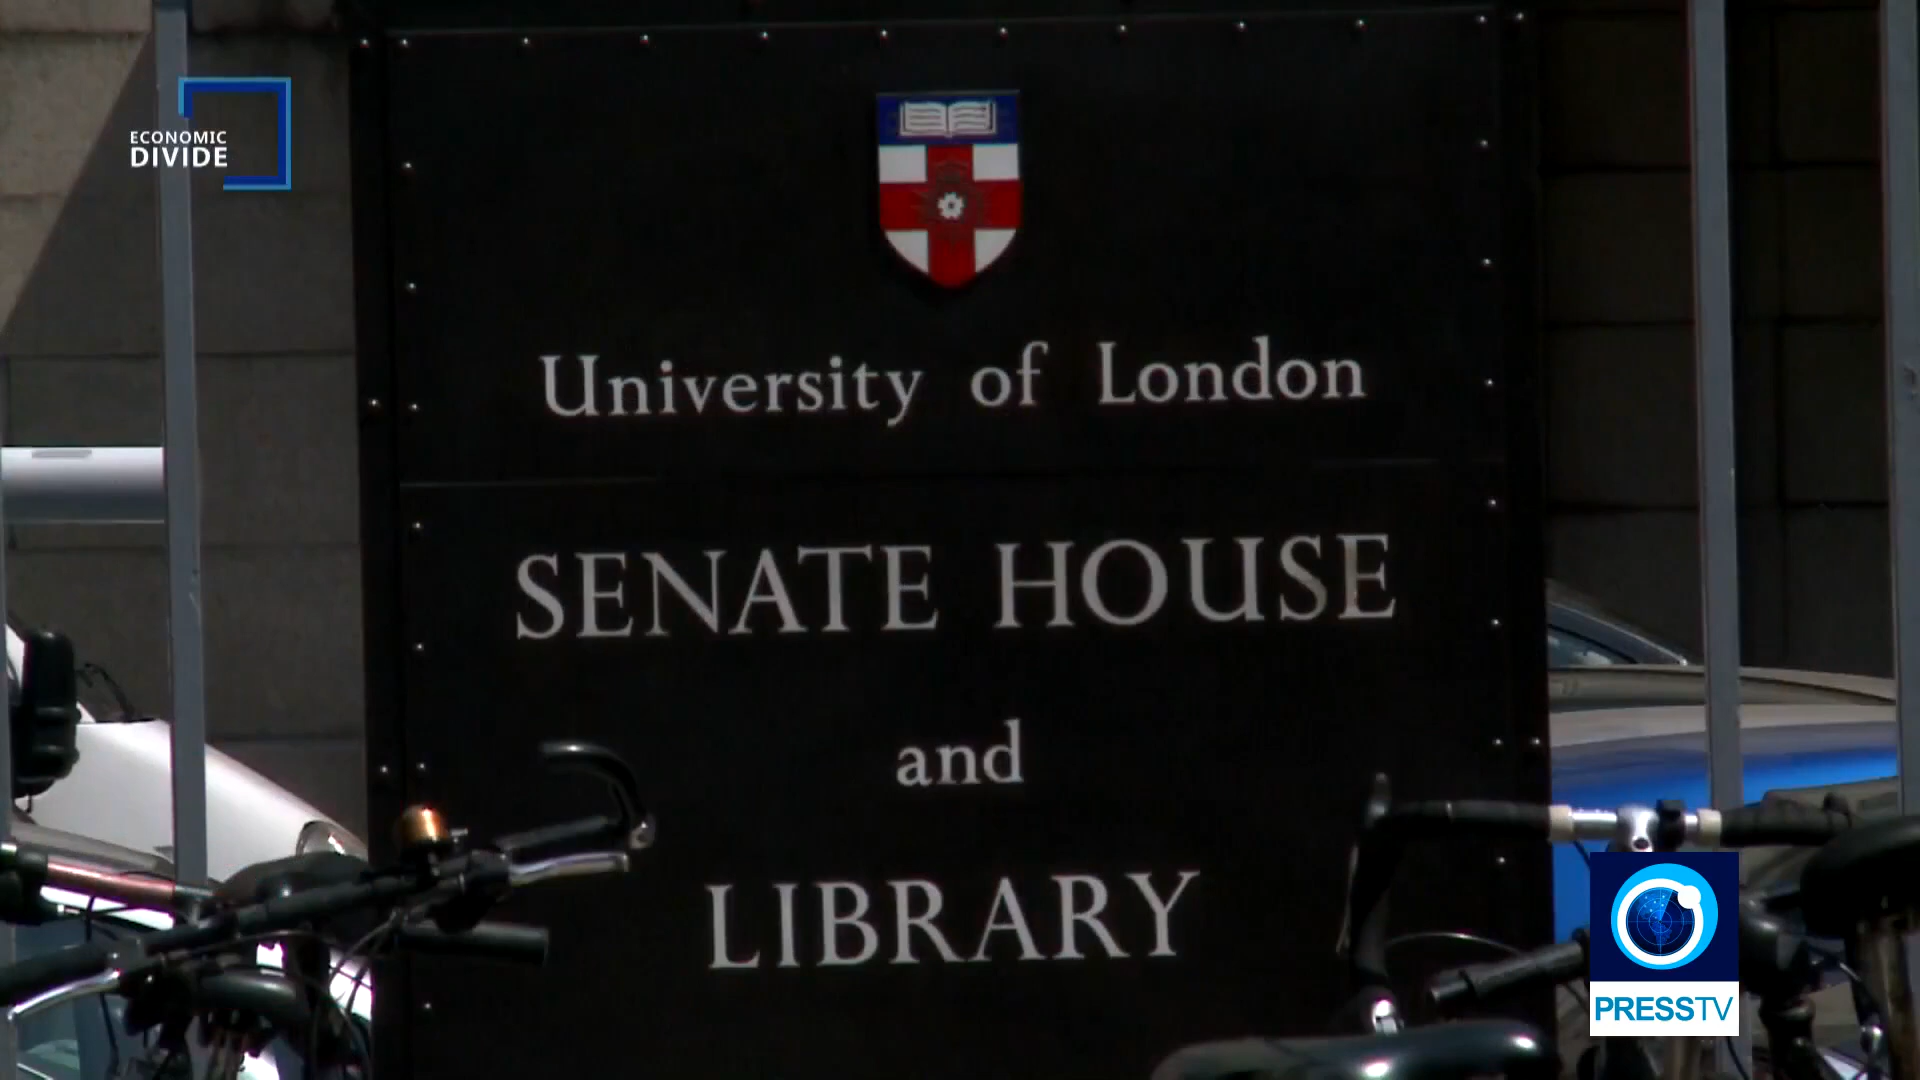 ECONOMIC
DIVIDE
University of London
SENATE HOUSE
and
LIBRARY
PRESSTV